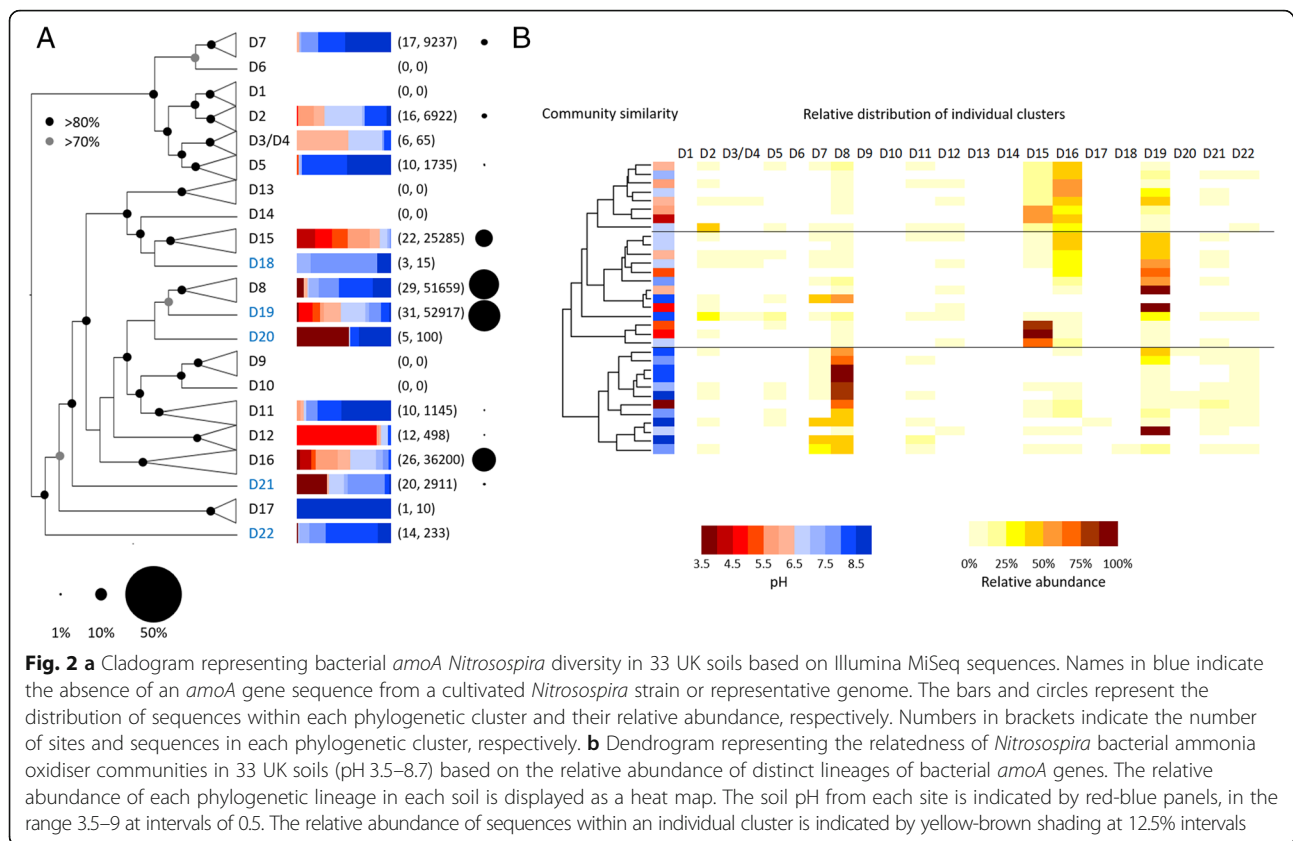 A
>80%
>70%
D7 (17, 9237)
D6 (0, 0)
D1 (0, 0)
D2 (16, 6922)
D3/D4 (6, 65)
D5 (10, 1735)
D13 (0, 0)
D14 (0, 0)
D15 (22, 25285)
D18 (3, 15)
D8 (29, 51659)
D19 (31, 52917)
D20 (5, 100)
D9 (0, 0)
D10 (0, 0)
D11 (10, 1145)
D12 (12, 498)
D16 (26, 36200)
D21 (20, 2911)
D17 (1, 10)
D22 (14, 233)
1% 10% 50%
B
Community similarity Relative distribution of individual clusters
D1 D2 D3/D4 D5 D6 D7 D8 D9 D10 D11 D12 D13 D14 D15 D16 D17 D18 D19 D20 D21 D22
3.5 4.5 5.5 6.5 7.5 8.5
pH
0% 25% 50% 75% 100%
Relative abundance
Fig. 2 a Cladogram representing bacterial amoA Nitrosospira diversity in 33 UK soils based on Illumina MiSeq sequences. Names in blue indicate
the absence of an amoA gene sequence from a cultivated Nitrosospira strain or representative genome. The bars and circles represent the
distribution of sequences within each phylogenetic cluster and their relative abundance, respectively. Numbers in brackets indicate the number
of sites and sequences in each phylogenetic cluster, respectively. b Dendrogram representing the relatedness of Nitrosospira bacterial ammonia
oxidiser communities in 33 UK soils (pH 3.5–8.7) based on the relative abundance of distinct lineages of bacterial amoA genes. The relative
abundance of each phylogenetic lineage in each soil is displayed as a heat map. The soil pH from each site is indicated by red-blue panels, in the
range 3.5–9 at intervals of 0.5. The relative abundance of sequences within an individual cluster is indicated by yellow-brown shading at 12.5% intervals